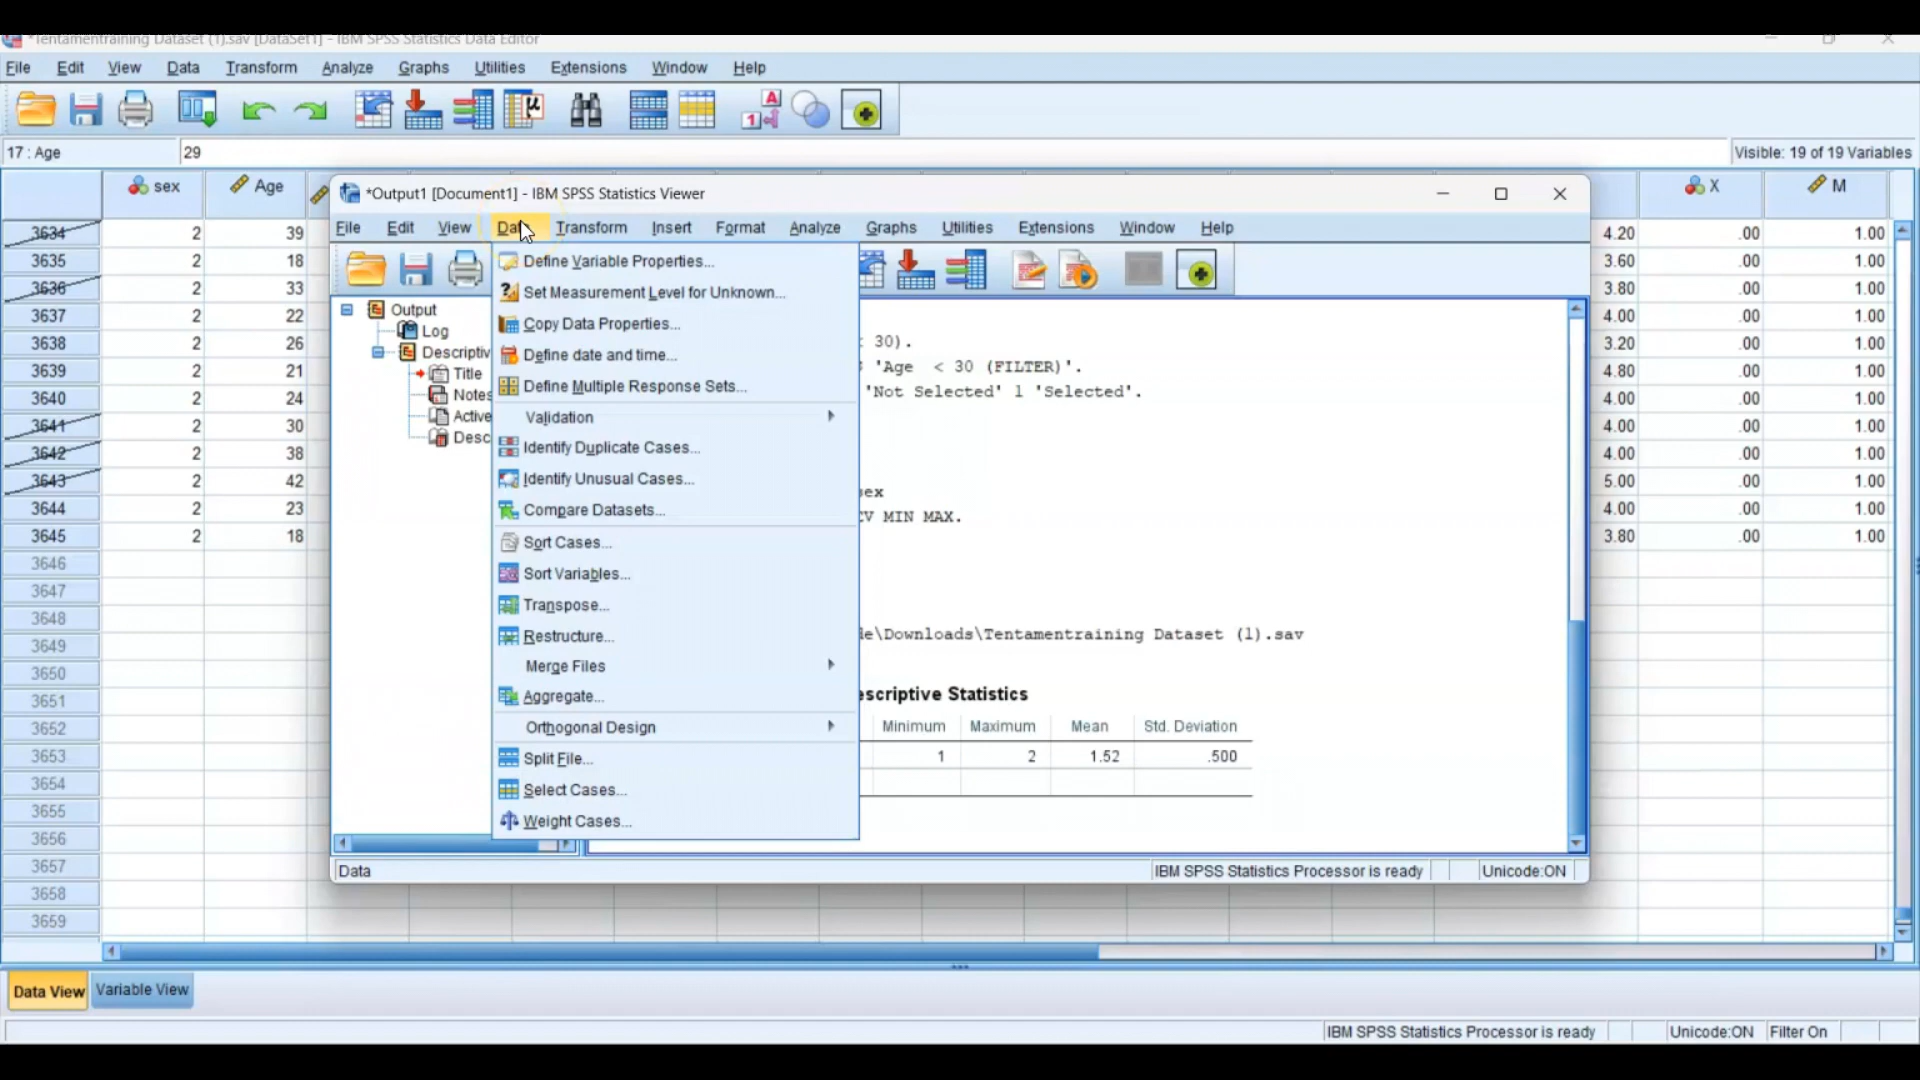 *Tentamentraining Dataset (1).sav [DataSet1] - IBM SPSS Statistics Data Editor
File Edit View Data Transform Analyze Graphs Utilities Extensions Window Help
17 : Age 29 Visible: 19 of 19 Variables
sex Age X M
3634 2 39 4.20 .00 1.00
3635 2 18 3.60 .00 1.00
3636 2 33 3.80 .00 1.00
3637 2 22 4.00 .00 1.00
3638 2 26 3.20 .00 1.00
3639 2 21 4.80 .00 1.00
3640 2 24 4.00 .00 1.00
3641 2 30 4.00 .00 1.00
3642 2 38 4.00 .00 1.00
3643 2 42 5.00 .00 1.00
3644 2 23 4.00 .00 1.00
3645 2 18 3.80 .00 1.00
3646
3647
3648
3649
3650
3651
3652
3653
3654
3655
3656
3657
3658
3659
*Output1 [Document1] - IBM SPSS Statistics Viewer
File Edit View Data Transform Insert Format Analyze Graphs Utilities Extensions Window Help
Output
Log
Descriptiv
Title
Notes
Active
Desc
Define Variable Properties...
Set Measurement Level for Unknown...
Copy Data Properties...
Define date and time...
Define Multiple Response Sets...
Validation
Identify Duplicate Cases...
Identify Unusual Cases...
Compare Datasets...
Sort Cases...
Sort Variables...
Transpose...
Restructure...
Merge Files
Aggregate...
Orthogonal Design
Split File...
Select Cases...
Weight Cases...
30).
'Age < 30 (FILTER)'.
'Not Selected' 1 'Selected'.
sex
EV MIN MAX.
de\Downloads\Tentamentraining Dataset (1).sav
escriptive Statistics
Minimum Maximum Mean Std. Deviation
1 2 1.52 .500
Data IBM SPSS Statistics Processor is ready Unicode:ON
Data View Variable View
IBM SPSS Statistics Processor is ready Unicode:ON Filter On